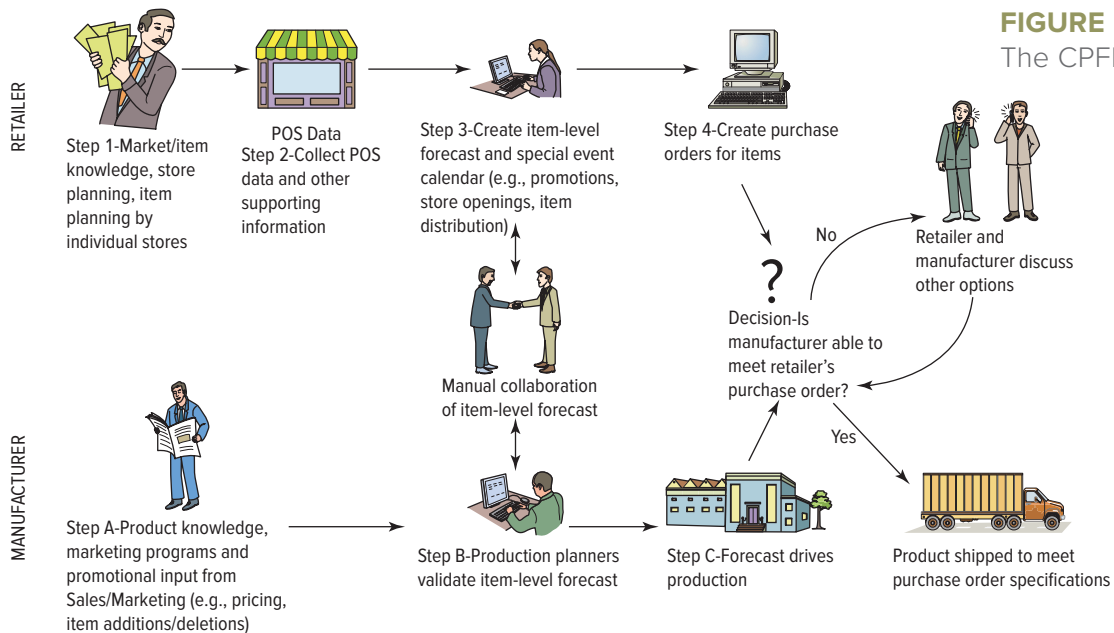 FIGURE
The CPF
RETAILER
Step 1-Market/item
knowledge, store
planning, item
planning by
individual stores
POS Data
Step 2-Collect POS
data and other
supporting
information
Step 3-Create item-level
forecast and special event
calendar (e.g., promotions,
store openings, item
distribution)
Step 4-Create purchase
orders for items
No
Retailer and
manufacturer discuss
other options
?
Decision-Is
manufacturer able to
meet retailer's
purchase order?
Manual collaboration
of item-level forecast
Yes
MANUFACTURER
Step A-Product knowledge,
marketing programs and
promotional input from
Sales/Marketing (e.g., pricing,
item additions/deletions)
Step B-Production planners
validate item-level forecast
Step C-Forecast drives
production
Product shipped to meet
purchase order specifications